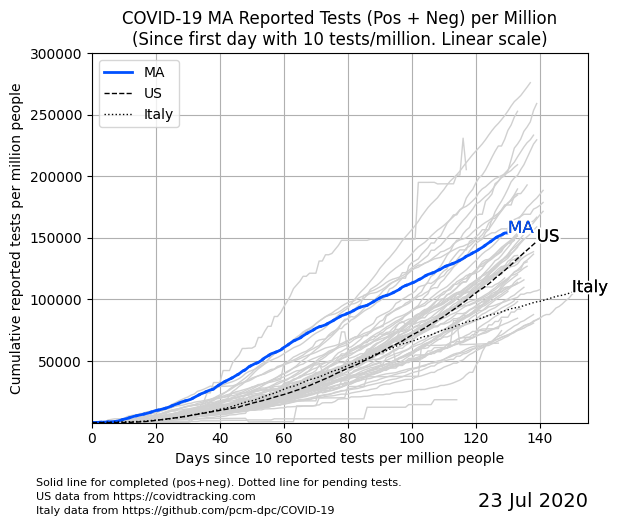 COVID-19 MA Reported Tests (Pos + Neg) per Million
(Since first day with 10 tests/million. Linear scale)
Cumulative reported tests per million people
300000
250000
200000
150000
100000
50000
MA
US
Italy
MA
US
Italy
0 20 40 60 80 100 120 140
Days since 10 reported tests per million people
Solid line for completed (pos+neg). Dotted line for pending tests.
US data from https://covidtracking.com
Italy data from https://github.com/pcm-dpc/COVID-19
23 Jul 2020